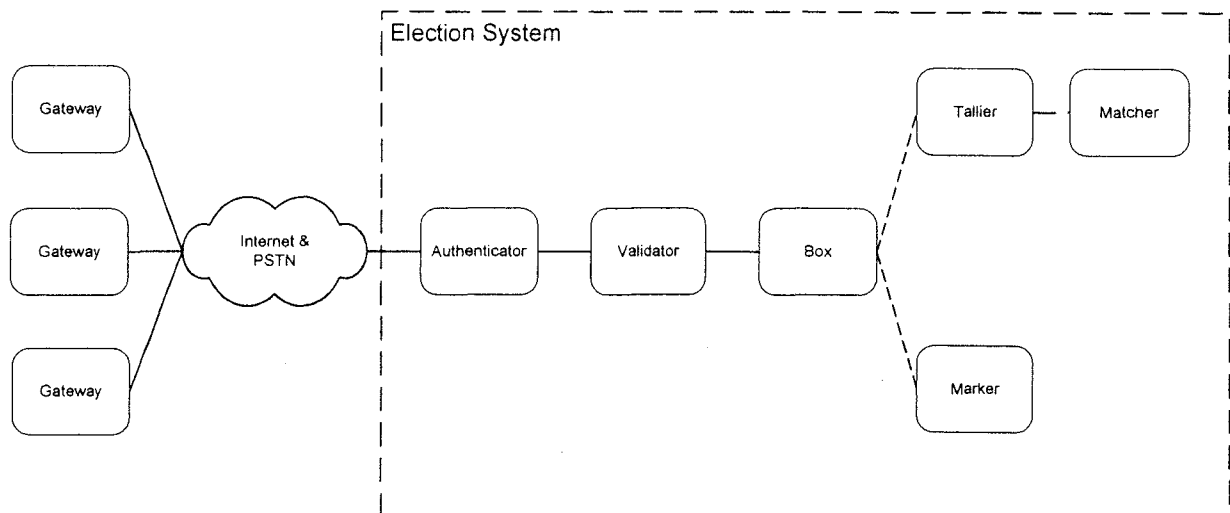 Election System
Gateway
Tallier
Matcher
Gateway
Internet &
PSTN
Authenticator
Validator
Box
Gateway
Marker